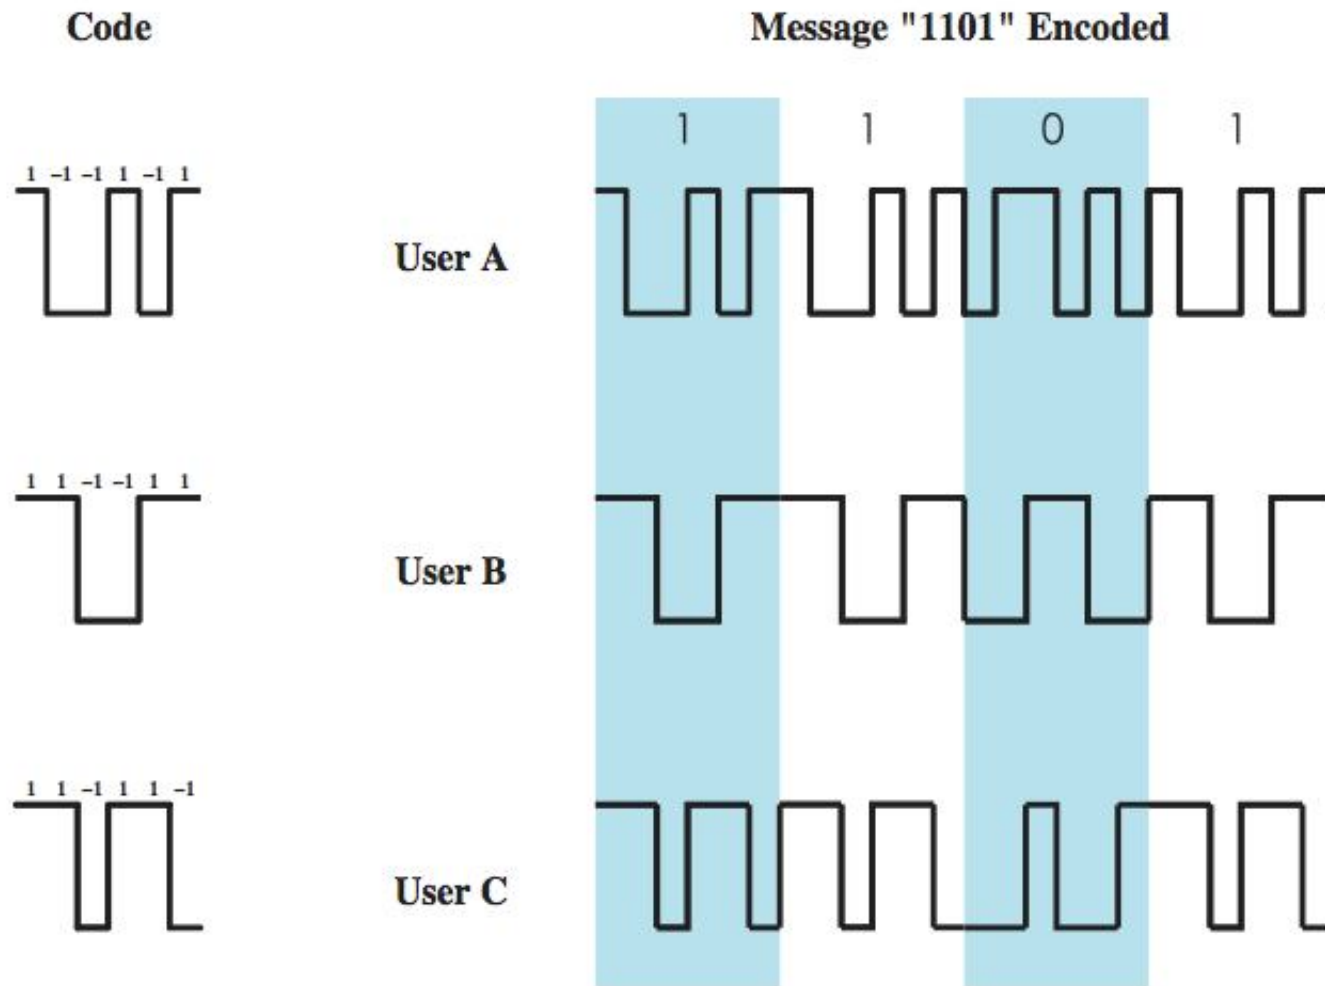 Code
Message "1101" Encoded
1 1 0 1
1 –1 –1 1 –1 1
User A
1 1 –1 –1 1 1
User B
1 1 –1 1 1 –1
User C